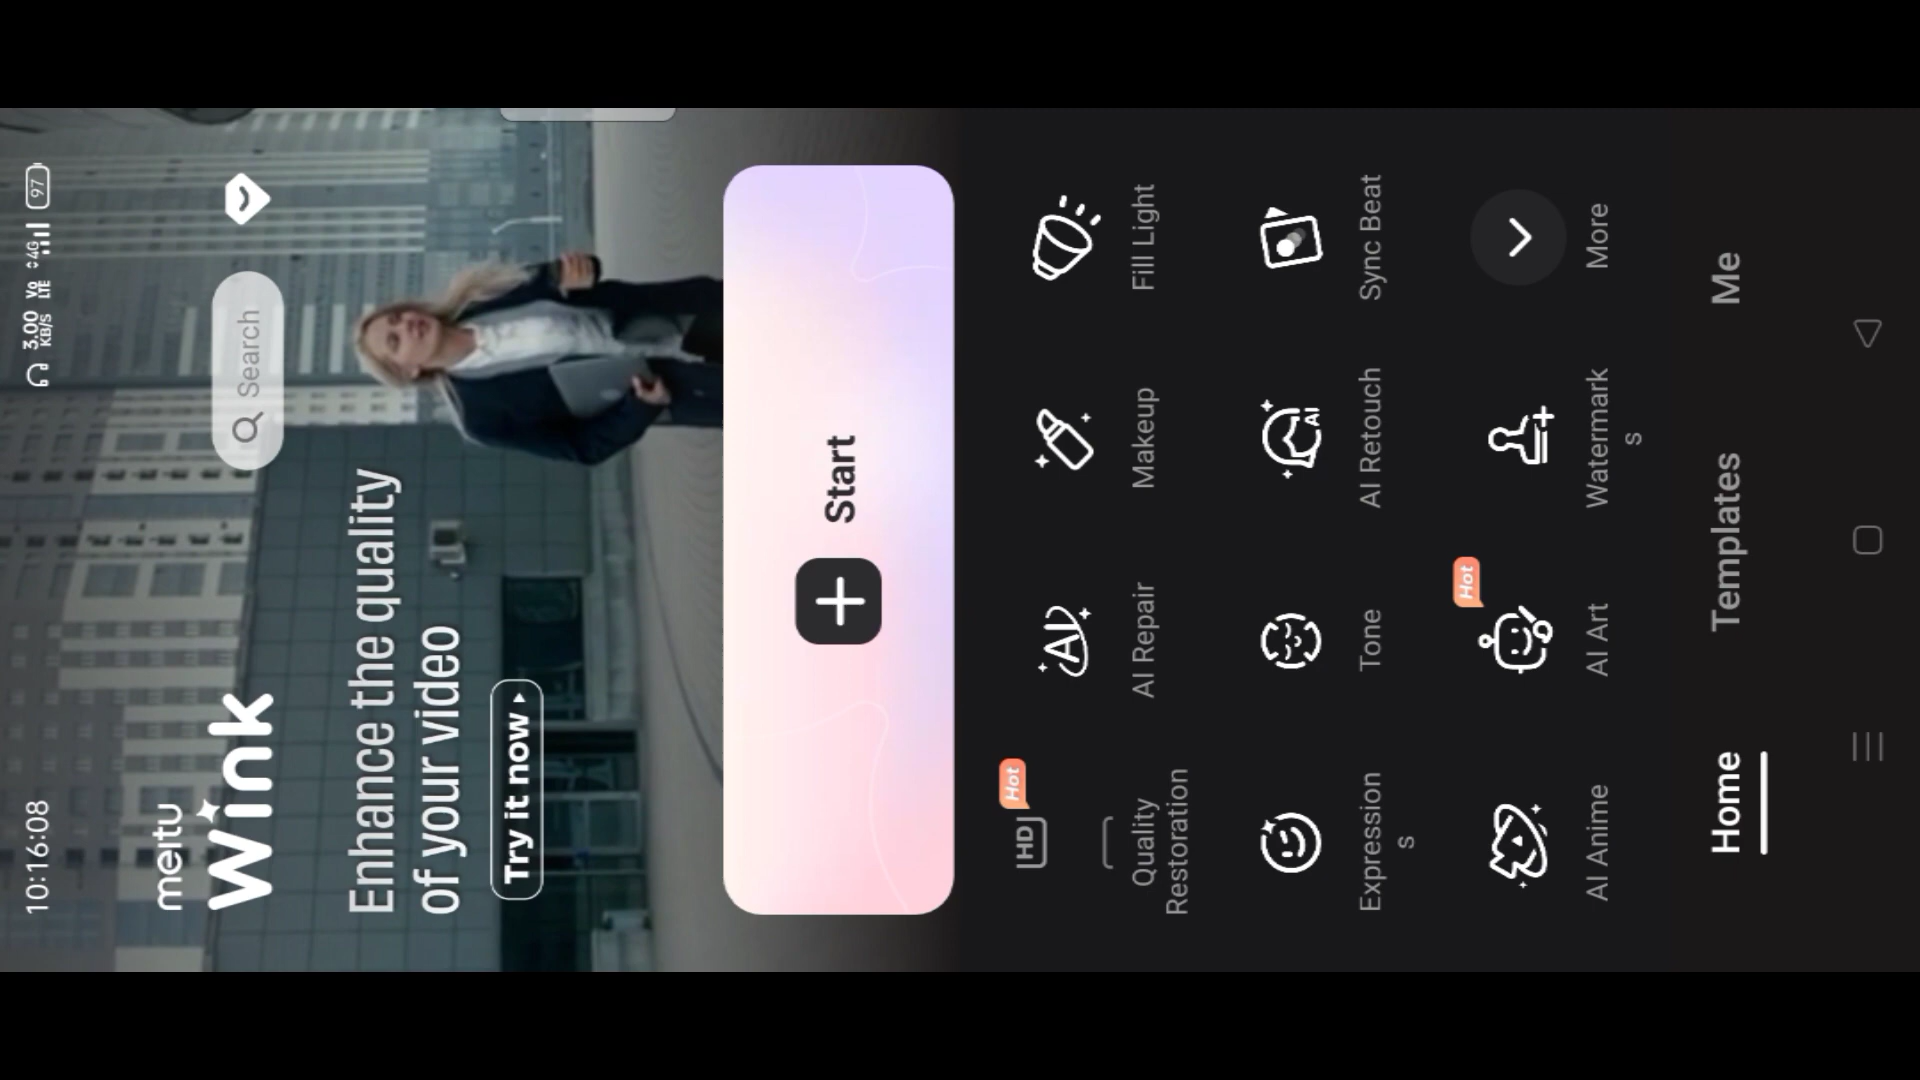 10:16:08
3.00 KB/S Vo LTE 4G 97
meitu
Wink
Search
Enhance the quality
of your video
Try it now
Start
Hot
HD
Quality
Restoration
AI
AI Repair
Makeup
Fill Light
Expression
s
Tone
AI
AI Retouch
Sync Beat
AI Anime
Hot
AI Art
Watermark
s
More
Home
Templates
Me